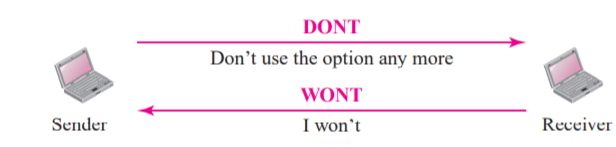 DONT
Don’t use the option any more
WONT
I won’t
Sender
Receiver